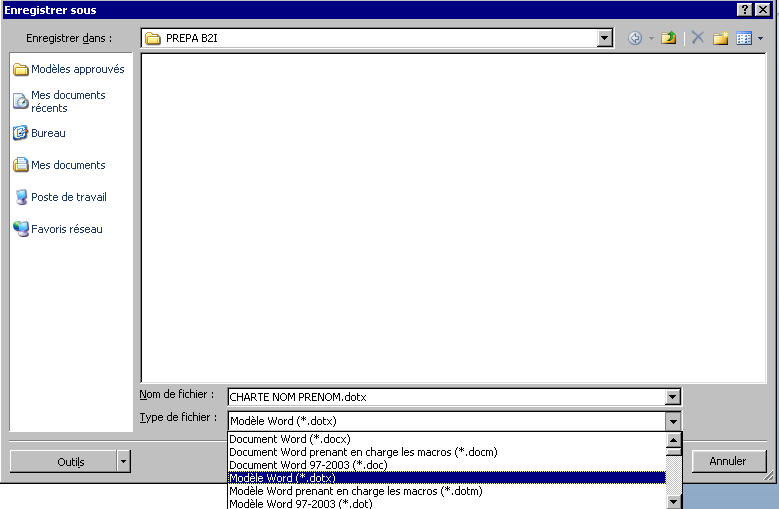 Enregistrer sous
Enregistrer dans :
PREPA B2I
Modèles approuvés
Mes documents
récents
Bureau
Mes documents
Poste de travail
Favoris réseau
Nom de fichier :
CHARTE NOM PRENOM.dotx
Type de fichier :
Modèle Word (*.dotx)
Document Word (*.docx)
Document Word prenant en charge les macros (*.docm)
Document Word 97-2003 (*.doc)
Modèle Word (*.dotx)
Modèle Word prenant en charge les macros (*.dotm)
Modèle Word 97-2003 (*.dot)
Outils
Annuler